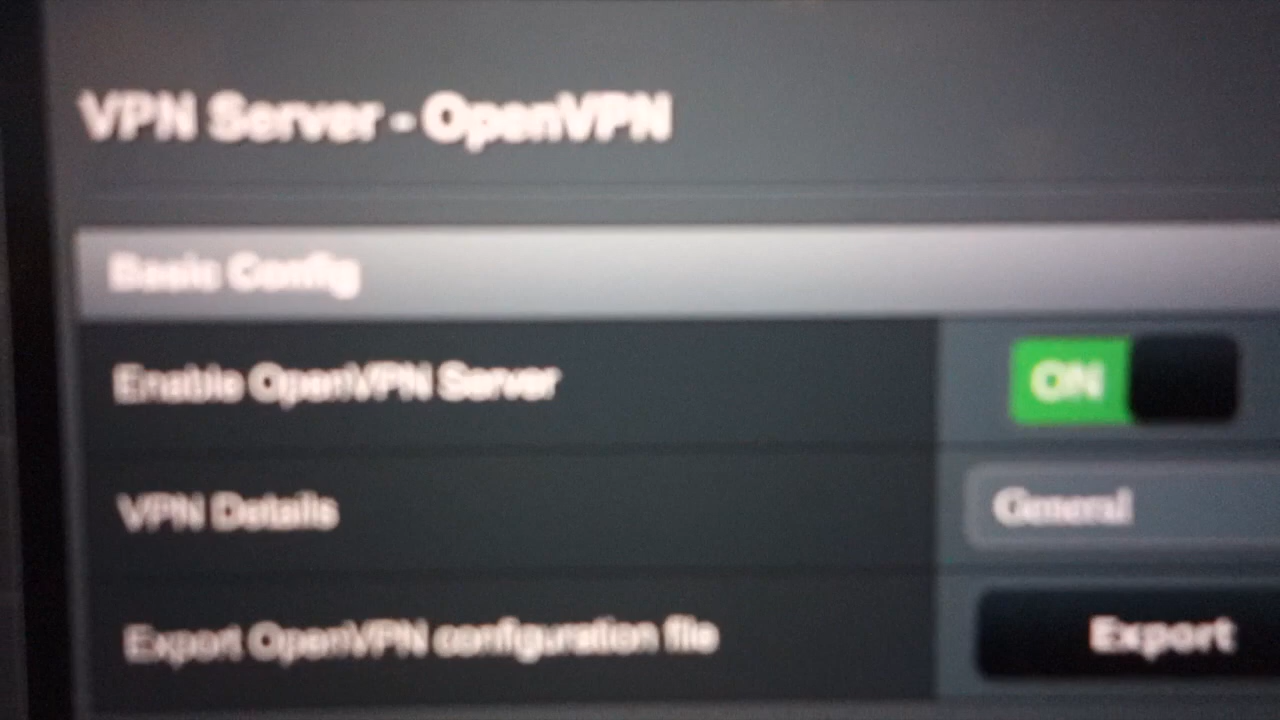 VPN Server - OpenVPN
Basic Config
Enable OpenVPN Server ON
VPN Details General
Export OpenVPN configuration file Export